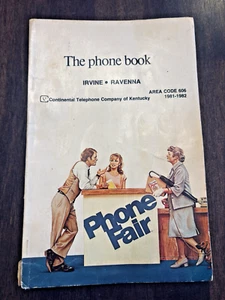 The phone book
IRVINE • RAVENNA
AREA CODE 606
Continental Telephone Company of Kentucky 1981-1982
Phone
Fair